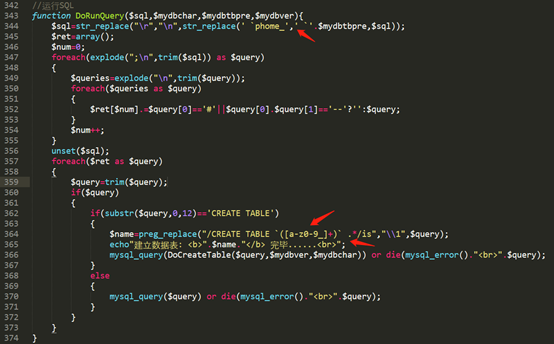 342 //运行SQL
343 function DoRunQuery($sql,$mydbchar,$mydbtbpre,$mydbver){
344 $sql=str_replace("\r","\n",str_replace(' `phome_',' `'.$mydbtbpre,$sql));
345 $ret=array();
346 $num=0;
347 foreach(explode(";\n",trim($sql)) as $query)
348 {
349 $queries=explode("\n",trim($query));
350 foreach($queries as $query)
351 {
352 $ret[$num].=$query[0]=='#'||$query[0].$query[1]=='--'?'':$query;
353 }
354 $num++;
355 }
356 unset($sql);
357 foreach($ret as $query)
358 {
359 $query=trim($query);
360 if($query)
361 {
362 if(substr($query,0,12)=='CREATE TABLE')
363 {
364 $name=preg_replace("/CREATE TABLE `([a-z0-9_]+)` .*/is","\\1",$query);
365 echo"建立数据表: <b>".$name."</b> 完毕......<br>";
366 mysql_query(DoCreateTable($query,$mydbver,$mydbchar)) or die(mysql_error()."<br>".$query);
367 }
368 else
369 {
370 mysql_query($query) or die(mysql_error()."<br>".$query);
371 }
372 }
373 }
374 }